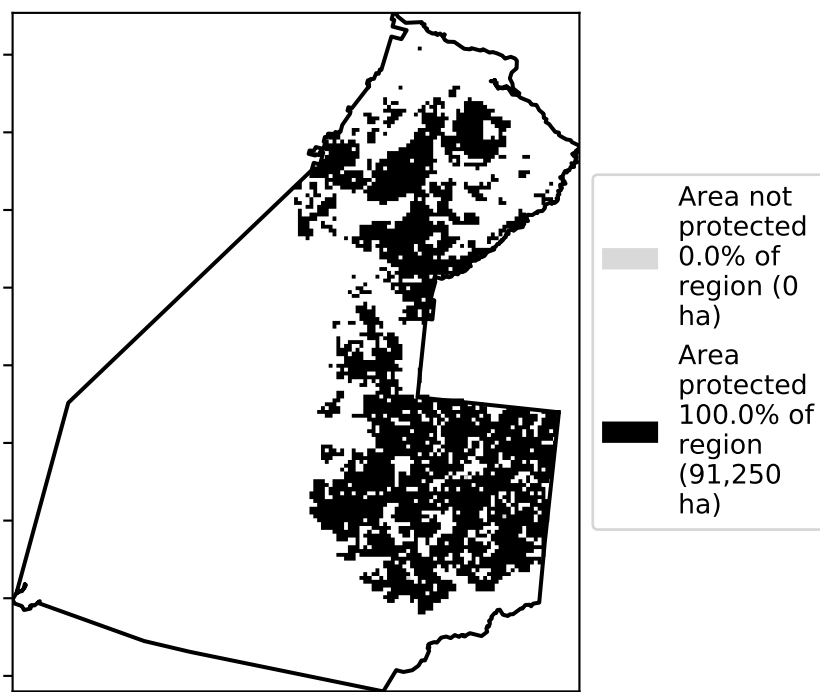 Area not
protected
0.0% of
region (0
ha)
Area
protected
100.0% of
region
(91,250
ha)